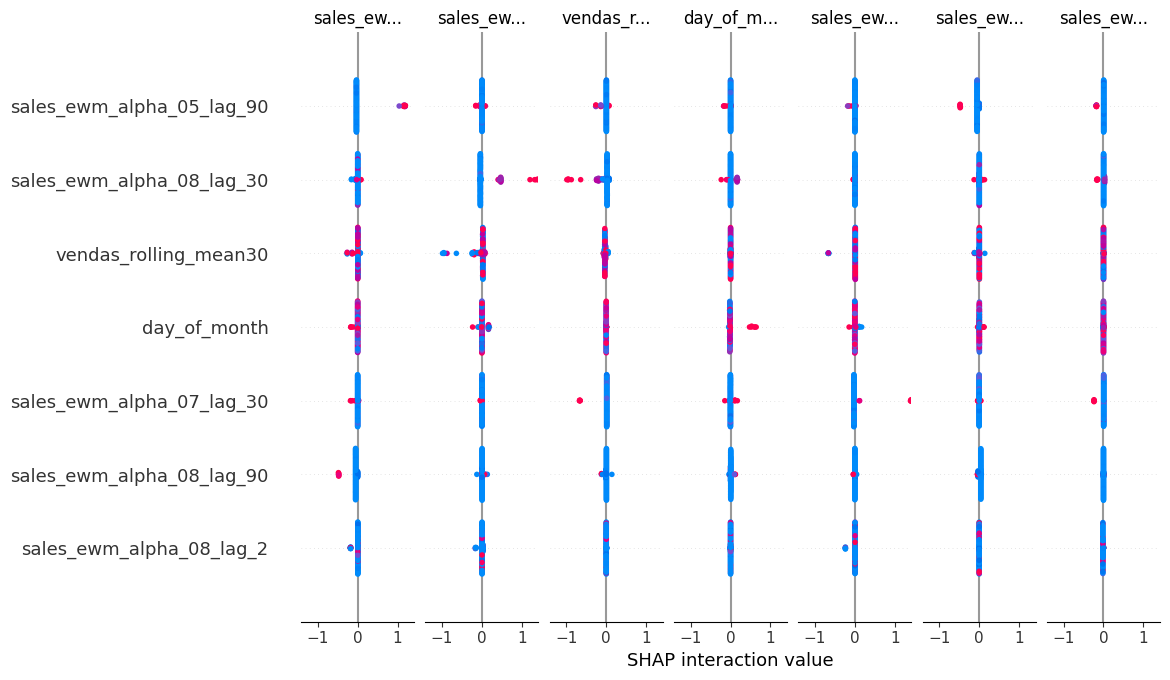 sales_ew... sales_ew... vendas_r... day_of_m... sales_ew... sales_ew... sales_ew...
sales_ewm_alpha_05_lag_90
sales_ewm_alpha_08_lag_30
vendas_rolling_mean30
day_of_month
sales_ewm_alpha_07_lag_30
sales_ewm_alpha_08_lag_90
sales_ewm_alpha_08_lag_2
−1 0 1 −1 0 1 −1 0 1 −1 0 1 −1 0 1 −1 0 1 −1 0 1
SHAP interaction value